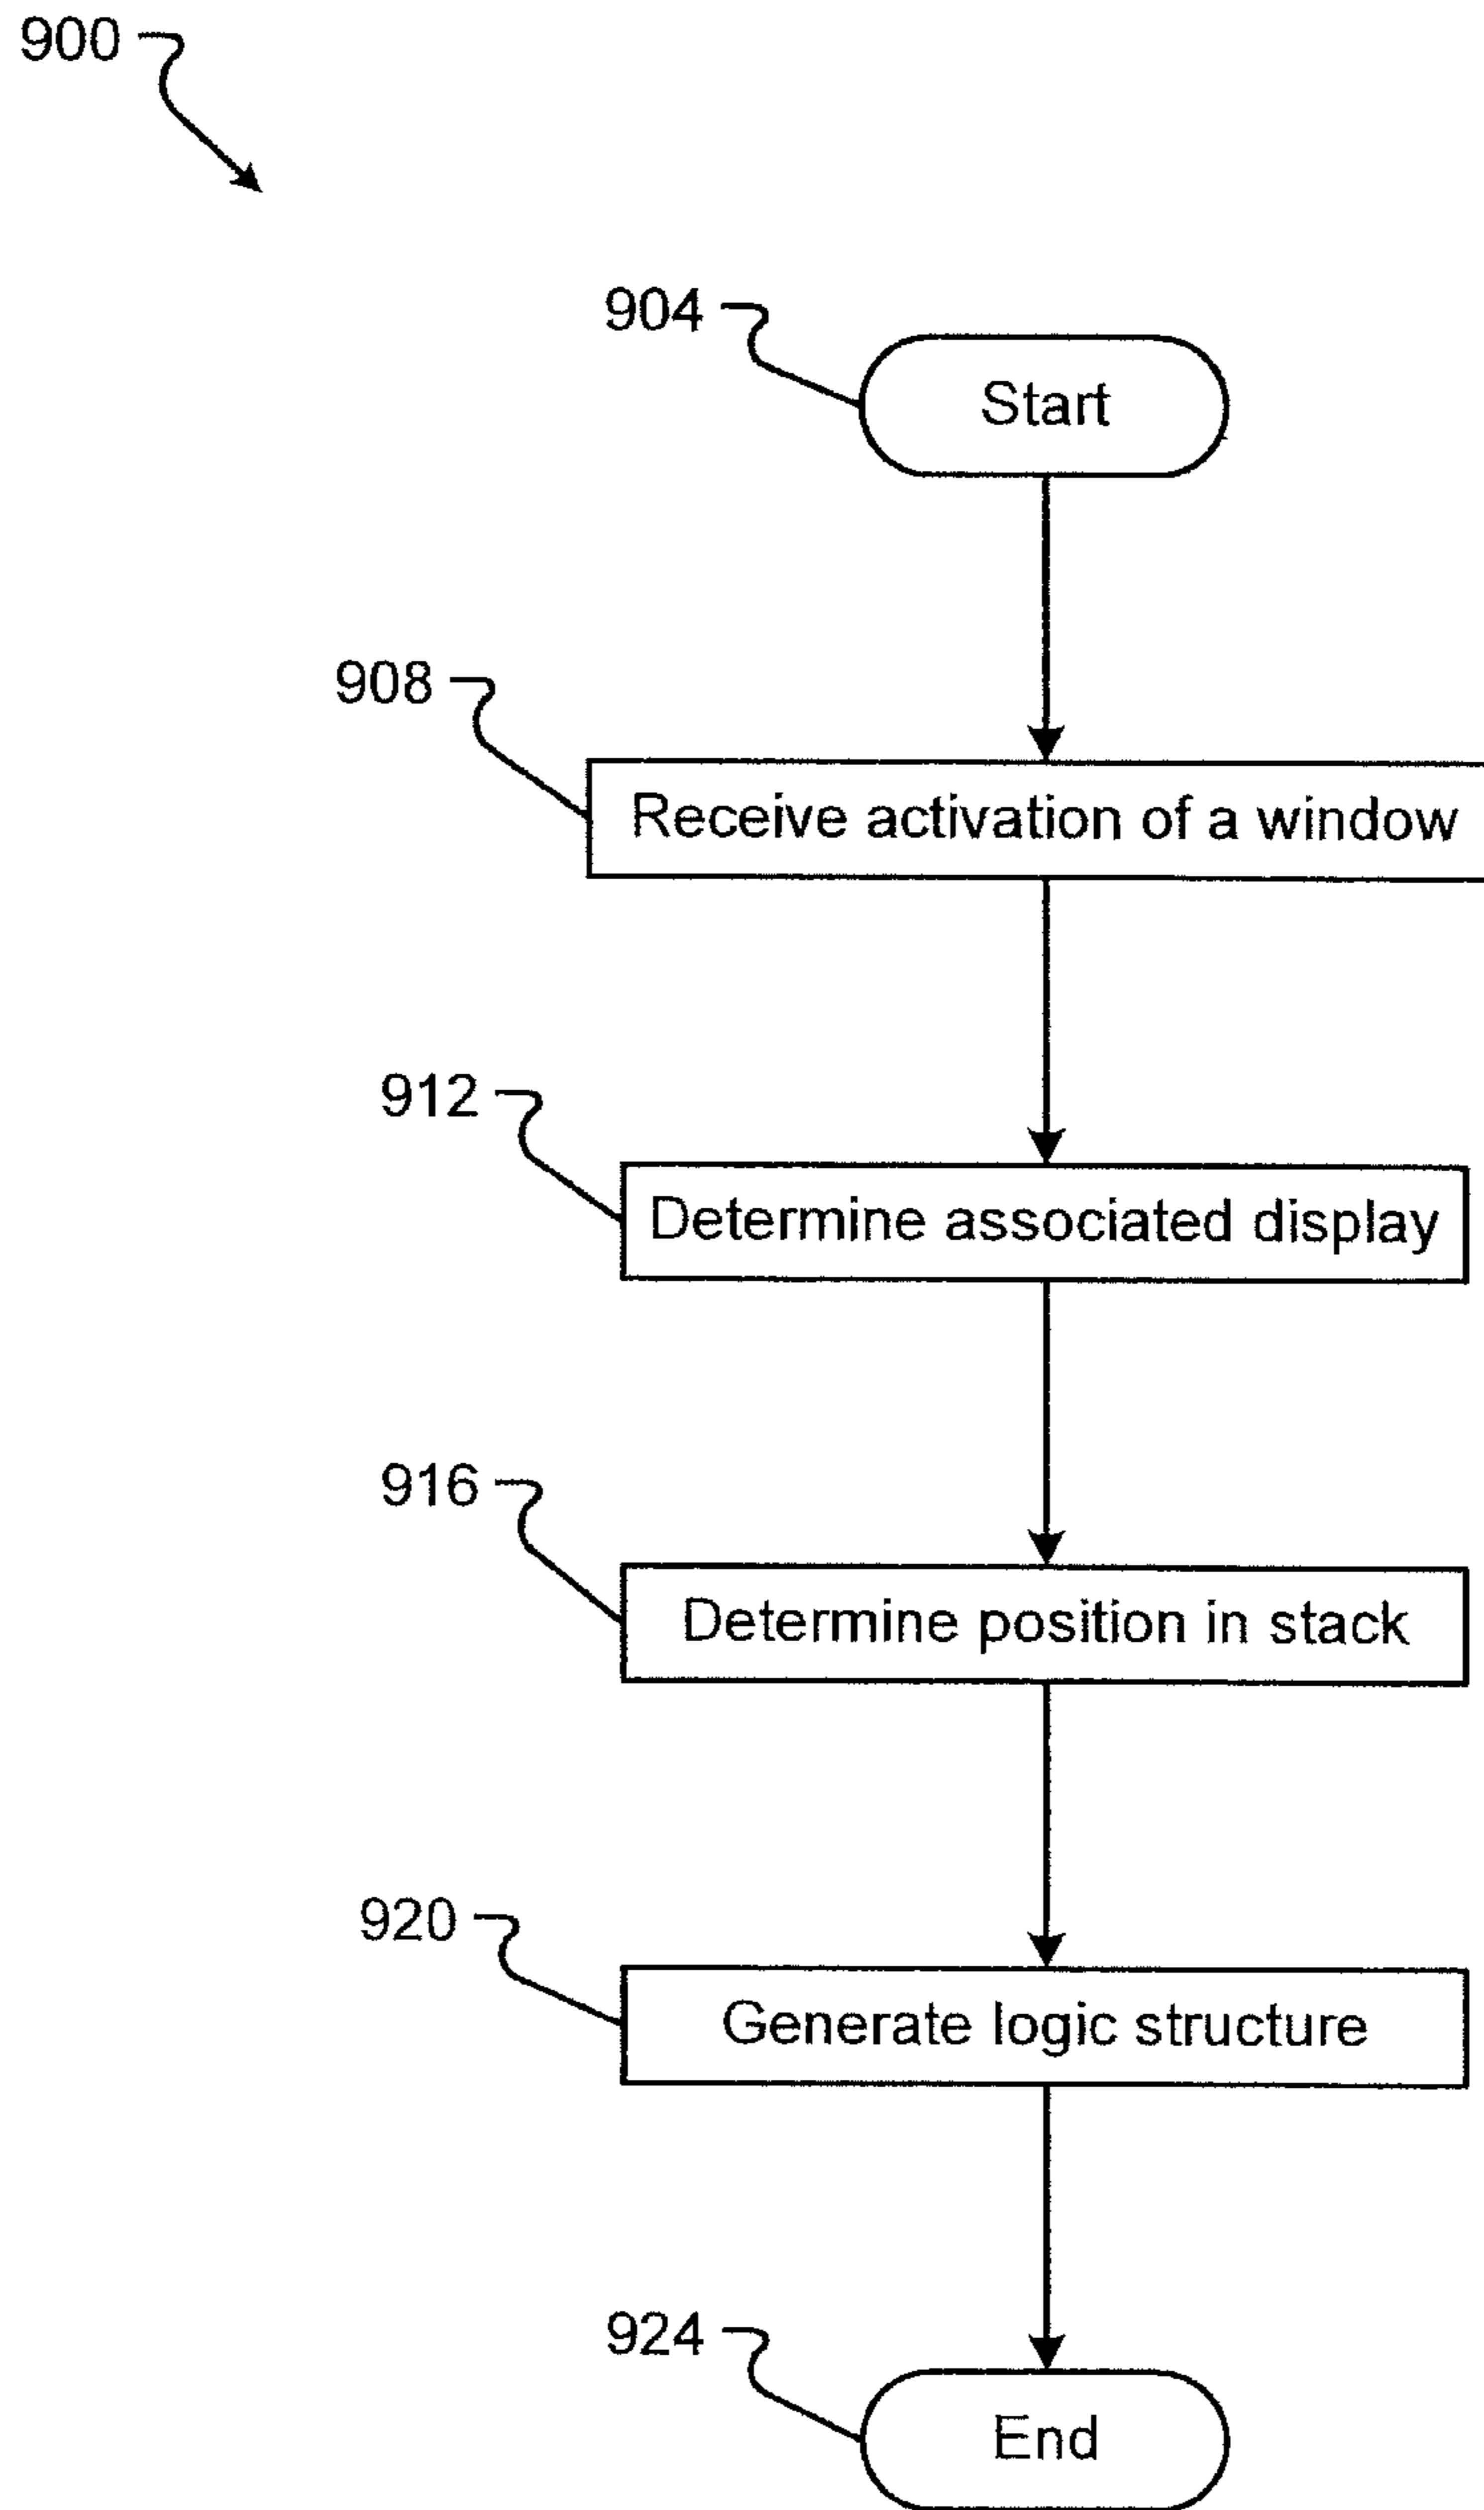 900
904
Start
908
Receive activation of a window
912
Determine associated display
916
Determine position in stack
920
Generate logic structure
924
End